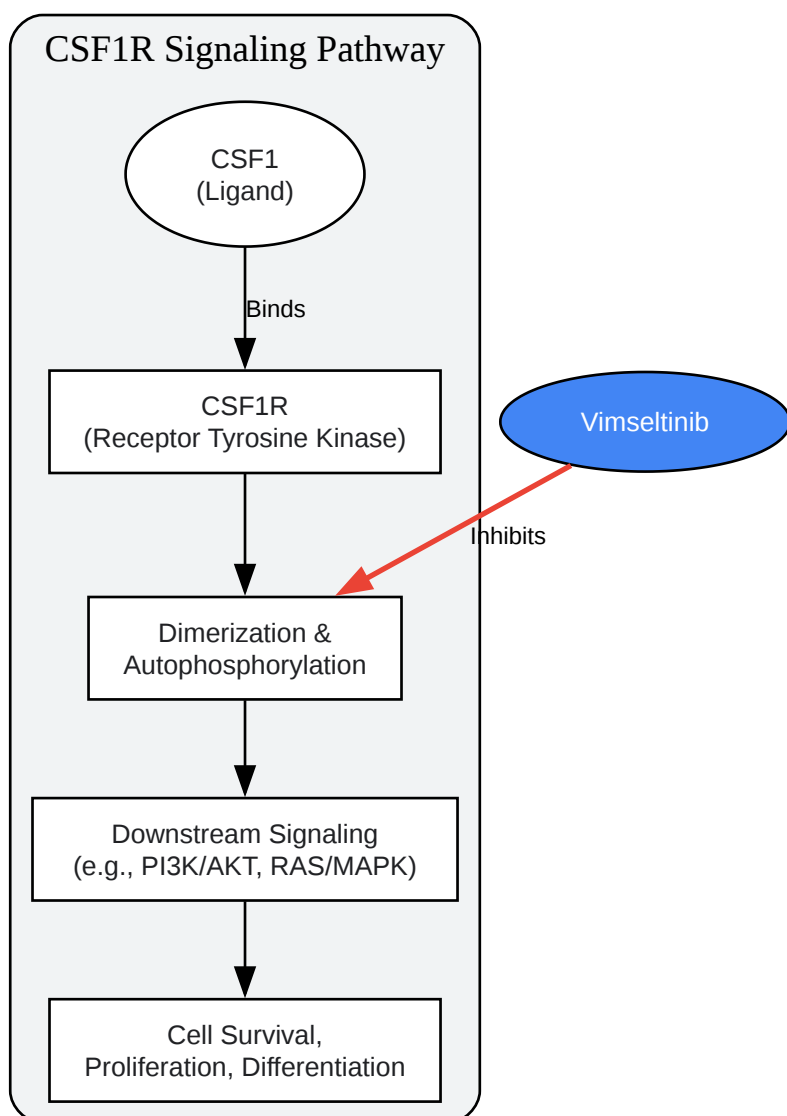 CSF1R Signaling Pathway
CSF1
(Ligand)
Binds
CSF1R
(Receptor Tyrosine Kinase)
Vimseltinib
Inhibits
Dimerization &
Autophosphorylation
Downstream Signaling
(e.g., PI3K/AKT, RAS/MAPK)
Cell Survival,
Proliferation, Differentiation